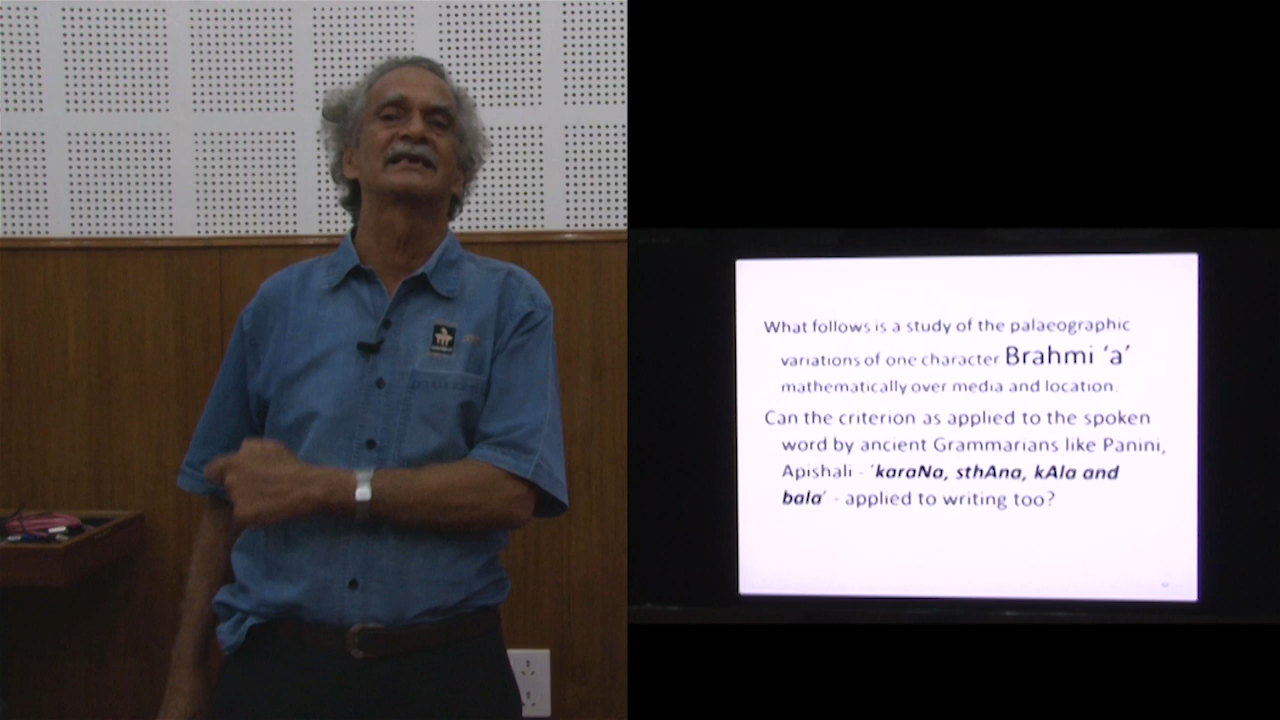 What follows is a study of the palaeographic
variations of one character Brahmi 'a'
mathematically over media and location.
Can the criterion as applied to the spoken
word by ancient Grammarians like Panini,
Apishali - 'karaNa, sthAna, kAla and
bala' - applied to writing too?